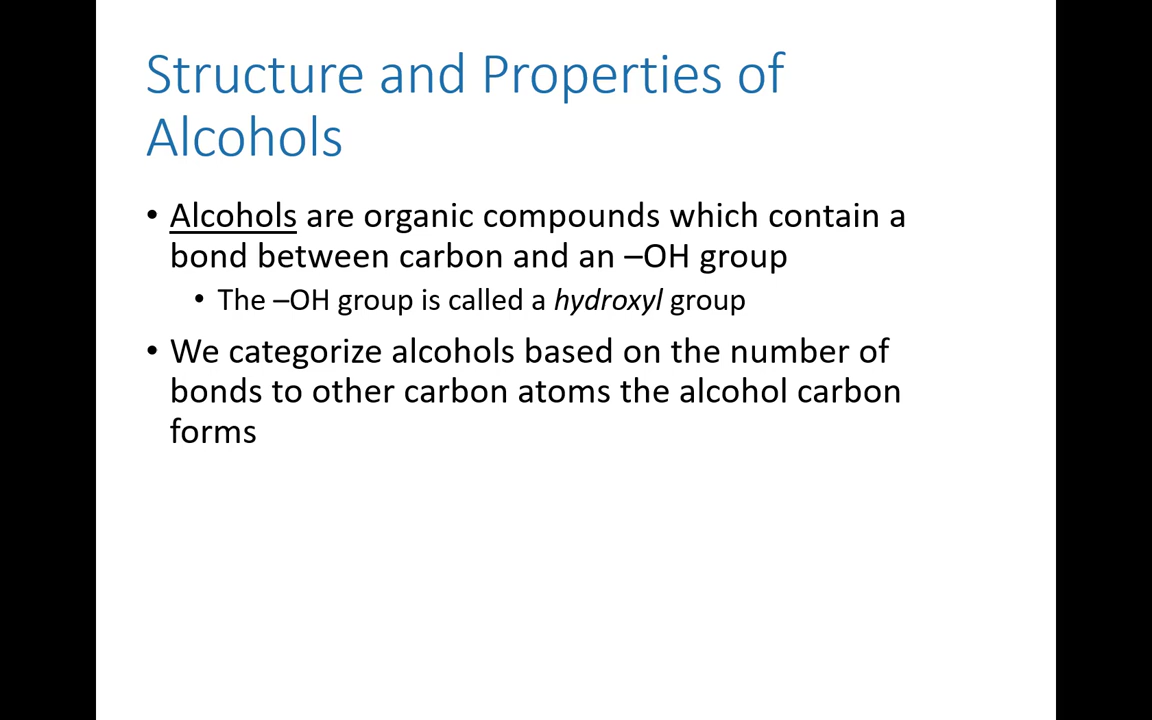 Structure and Properties of
Alcohols
• Alcohols are organic compounds which contain a
bond between carbon and an –OH group
• The –OH group is called a hydroxyl group
• We categorize alcohols based on the number of
bonds to other carbon atoms the alcohol carbon
forms